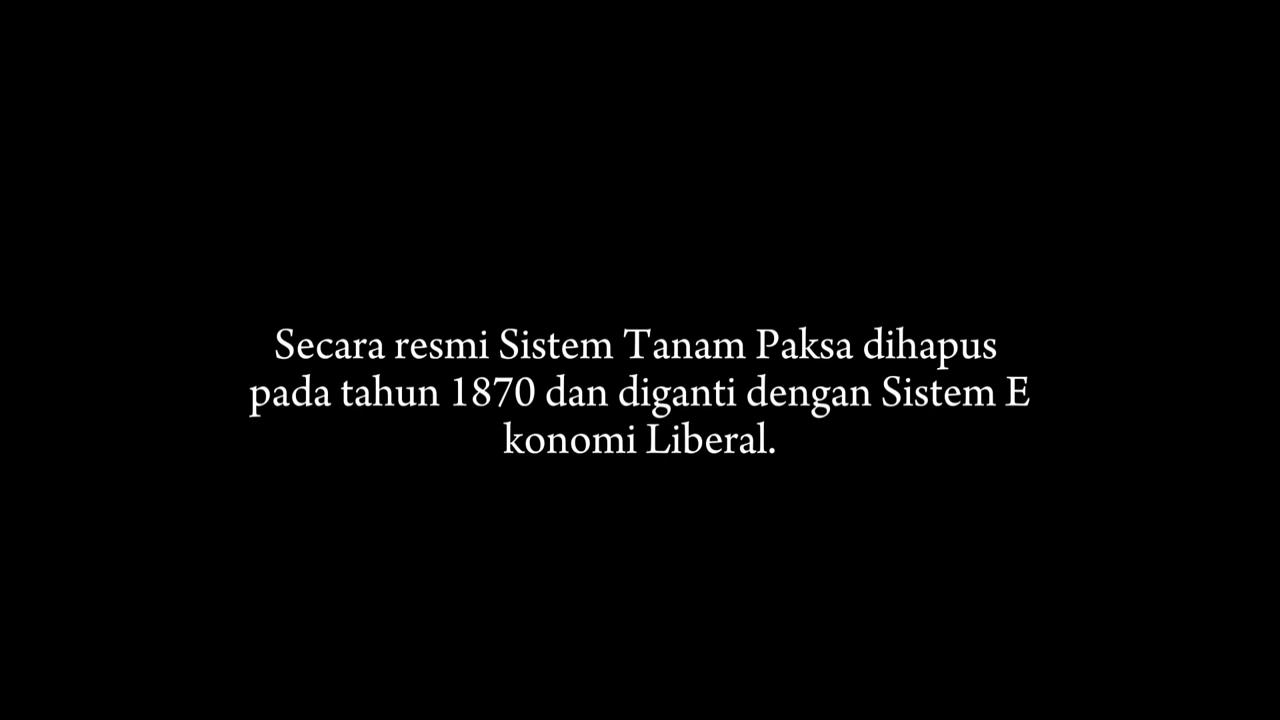 Secara resmi Sistem Tanam Paksa dihapus
pada tahun 1870 dan diganti dengan Sistem E
konomi Liberal.